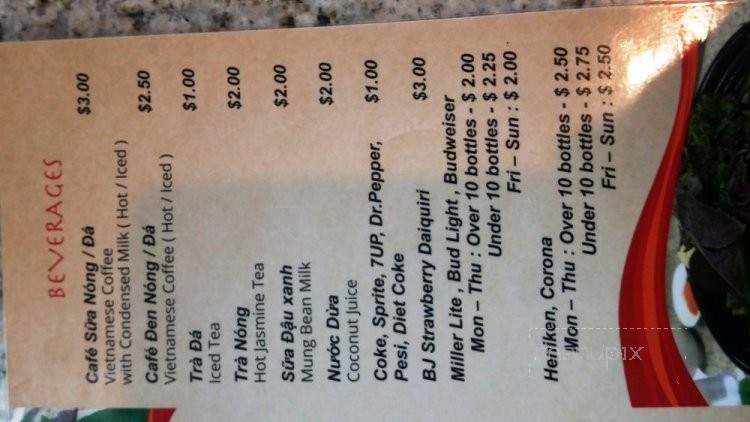 BEVERAGES
Café Sữa Nóng / Đá $3.00
Vietnamese Coffee
with Condensed Milk ( Hot / Iced )
Café Đen Nóng / Đá $2.50
Vietnamese Coffee ( Hot / Iced )
Trà Đá $1.00
Iced Tea
Trà Nóng $2.00
Hot Jasmine Tea
Sữa Đậu xanh $2.00
Mung Bean Milk
Nước Dừa $2.00
Coconut Juice
Coke, Sprite, 7UP, Dr.Pepper, $1.00
Pesi, Diet Coke
BJ Strawberry Daiquiri $3.00
Miller Lite , Bud Light , Budweiser
Mon – Thu : Over 10 bottles - $ 2.00
Under 10 bottles - $ 2.25
Fri – Sun : $ 2.00
Heniken, Corona
Mon – Thu : Over 10 bottles - $ 2.50
Under 10 bottles - $ 2.75
Fri – Sun : $ 2.50
menupix